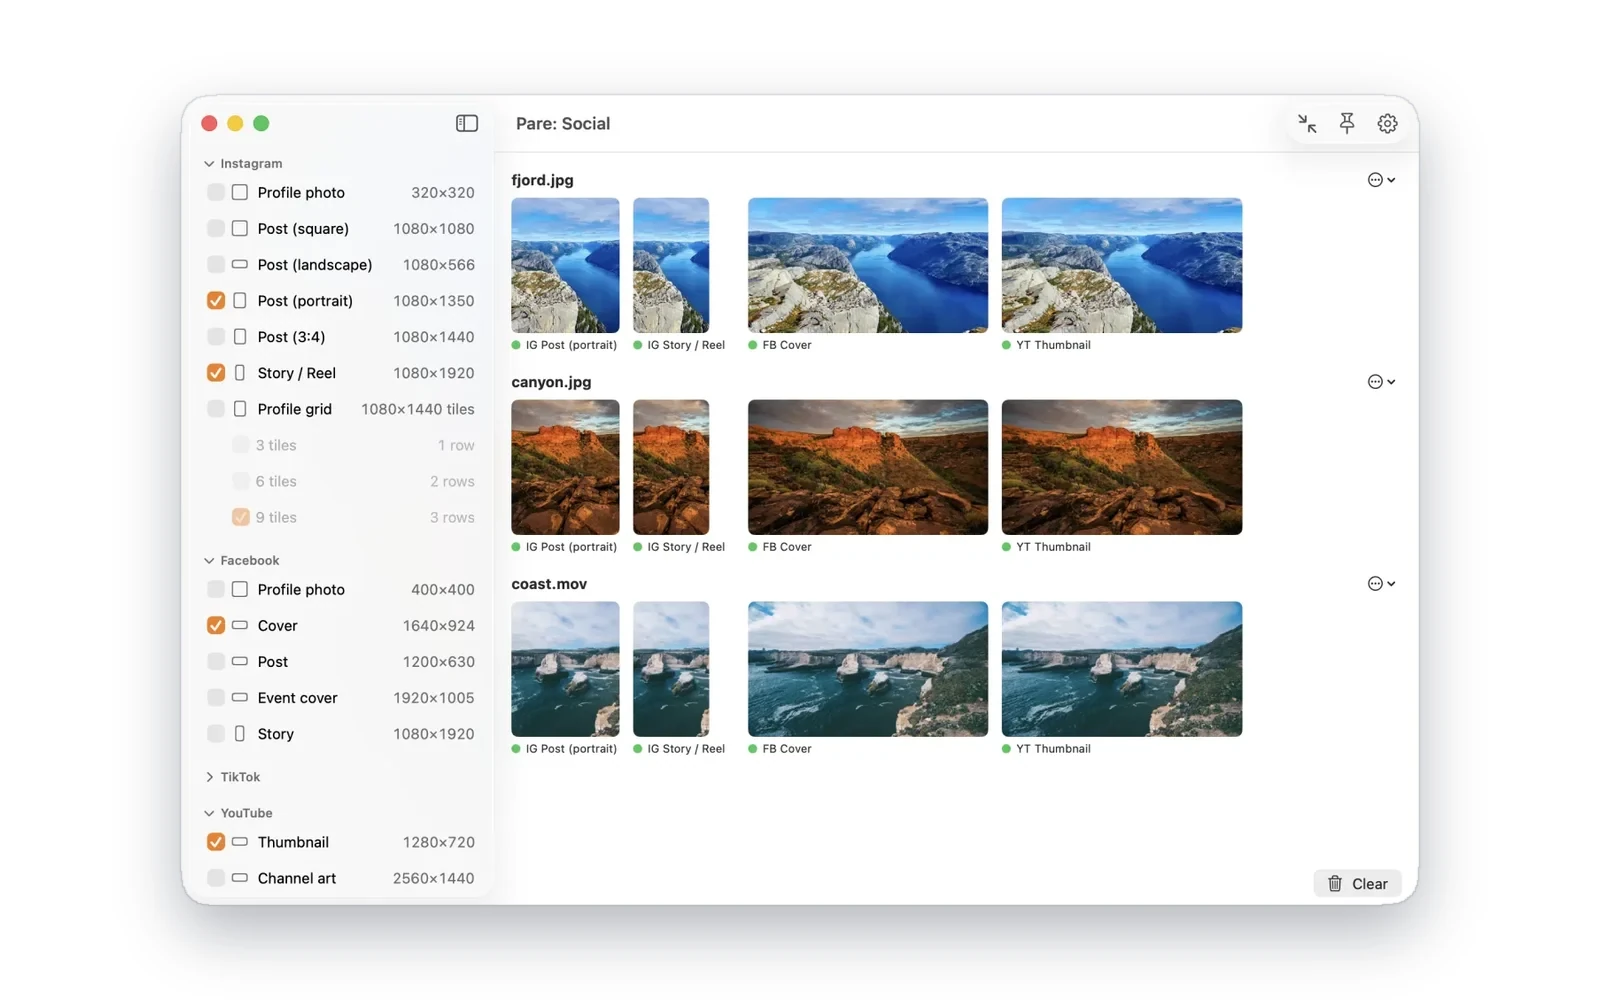 Pare: Social
Instagram
Profile photo 320×320
Post (square) 1080×1080
Post (landscape) 1080×566
Post (portrait) 1080×1350
Post (3:4) 1080×1440
Story / Reel 1080×1920
Profile grid 1080×1440 tiles
3 tiles 1 row
6 tiles 2 rows
9 tiles 3 rows
Facebook
Profile photo 400×400
Cover 1640×924
Post 1200×630
Event cover 1920×1005
Story 1080×1920
TikTok
YouTube
Thumbnail 1280×720
Channel art 2560×1440
fjord.jpg
IG Post (portrait) IG Story / Reel FB Cover YT Thumbnail
canyon.jpg
IG Post (portrait) IG Story / Reel FB Cover YT Thumbnail
coast.mov
IG Post (portrait) IG Story / Reel FB Cover YT Thumbnail
Clear